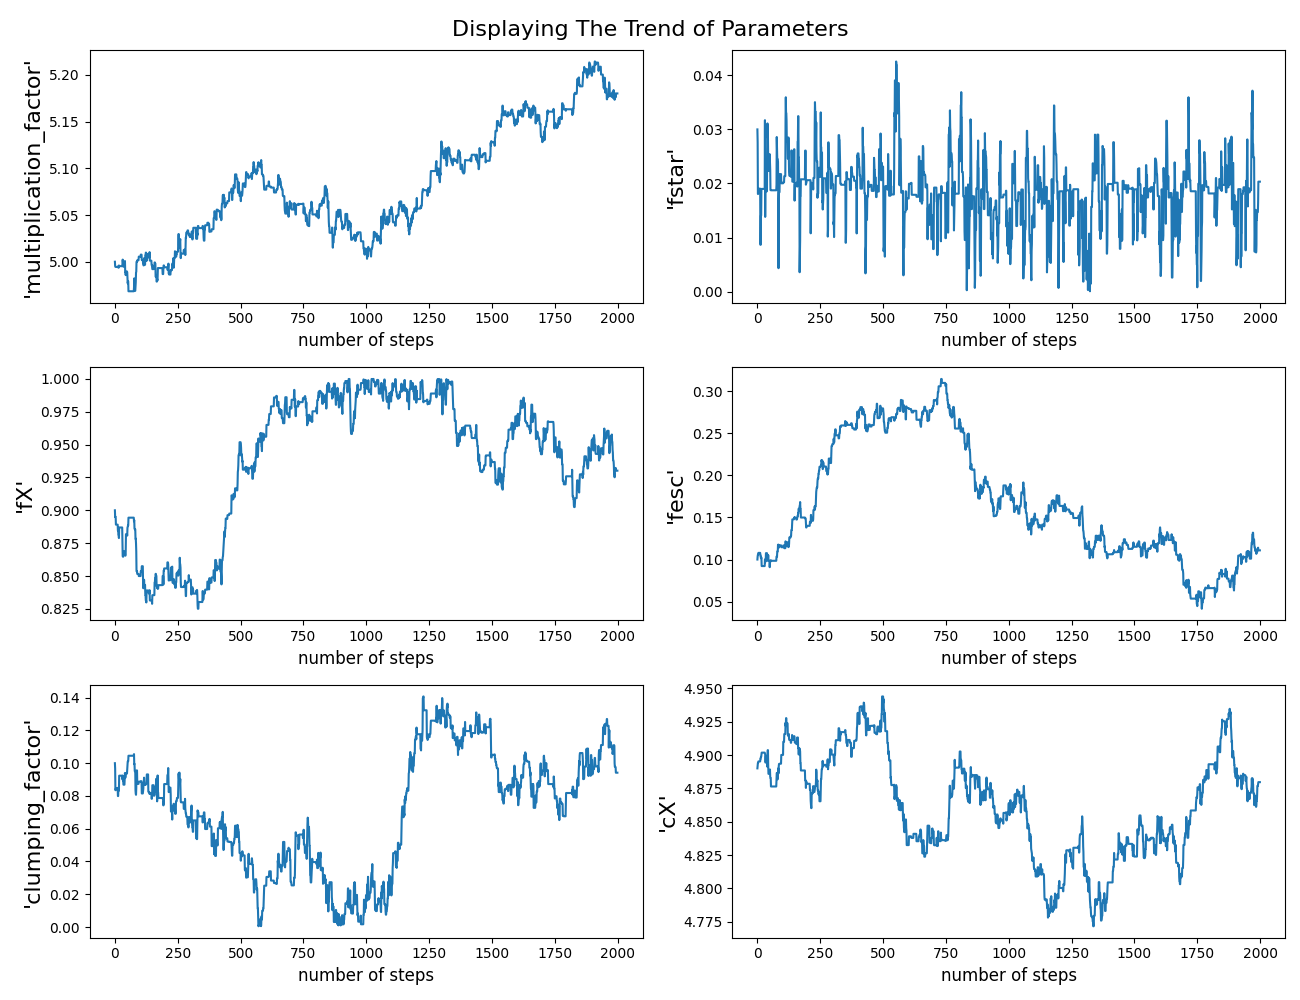 Displaying The Trend of Parameters
'multiplication_factor'
5.20
5.15
5.10
5.05
5.00
0 250 500 750 1000 1250 1500 1750 2000
number of steps
'fstar'
0.04
0.03
0.02
0.01
0.00
0 250 500 750 1000 1250 1500 1750 2000
number of steps
'fX'
1.000
0.975
0.950
0.925
0.900
0.875
0.850
0.825
0 250 500 750 1000 1250 1500 1750 2000
number of steps
'fesc'
0.30
0.25
0.20
0.15
0.10
0.05
0 250 500 750 1000 1250 1500 1750 2000
number of steps
'clumping_factor'
0.14
0.12
0.10
0.08
0.06
0.04
0.02
0.00
0 250 500 750 1000 1250 1500 1750 2000
number of steps
'cX'
4.950
4.925
4.900
4.875
4.850
4.825
4.800
4.775
0 250 500 750 1000 1250 1500 1750 2000
number of steps